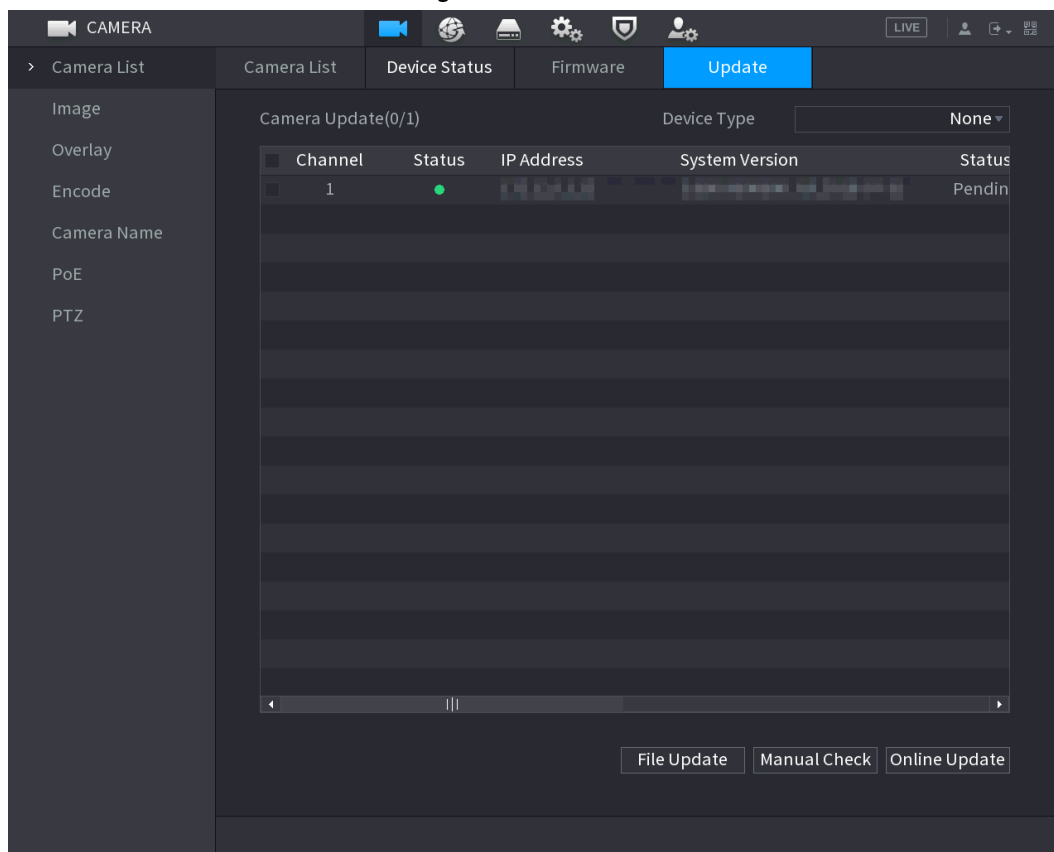 CAMERA LIVE
Camera List Camera List Device Status Firmware Update
Image
Camera Update(0/1) Device Type None
Overlay
Channel Status IP Address System Version Status
Encode
1 Pendin
Camera Name
PoE
PTZ
File Update Manual Check Online Update